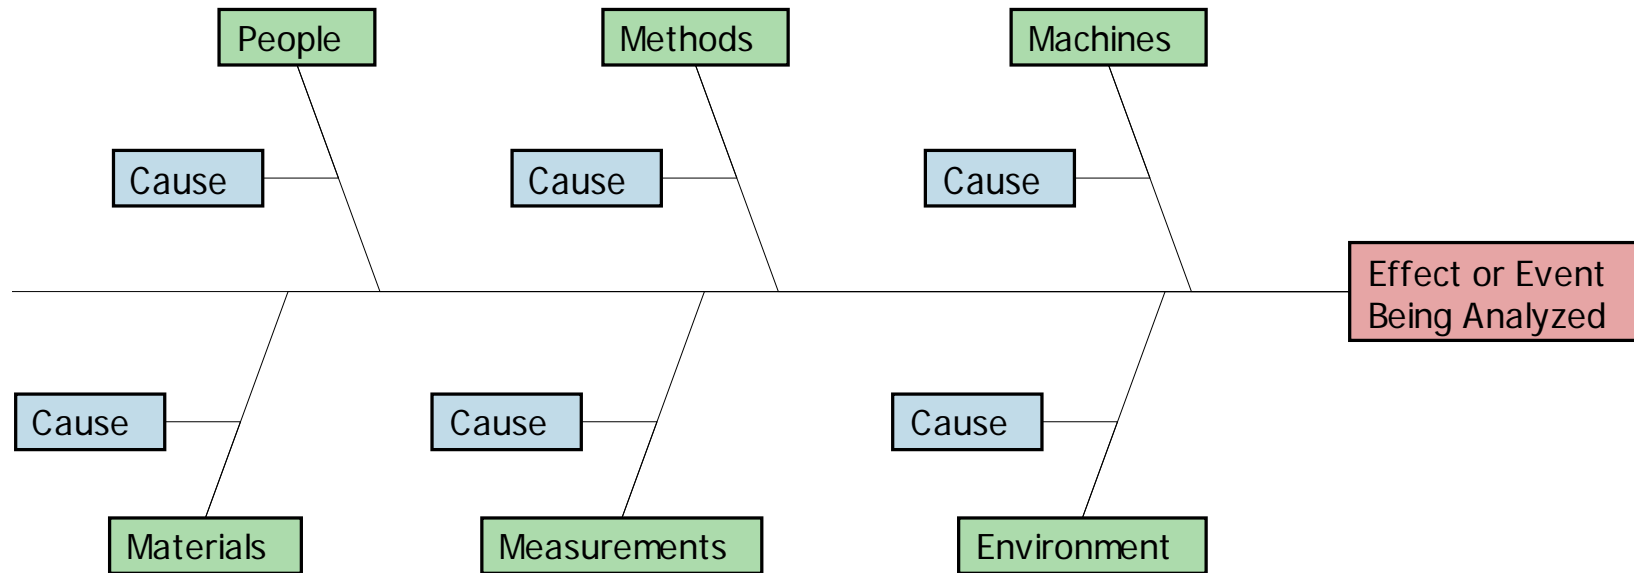 People
Methods
Machines
Cause
Cause
Cause
Effect or Event
Being Analyzed
Cause
Cause
Cause
Materials
Measurements
Environment